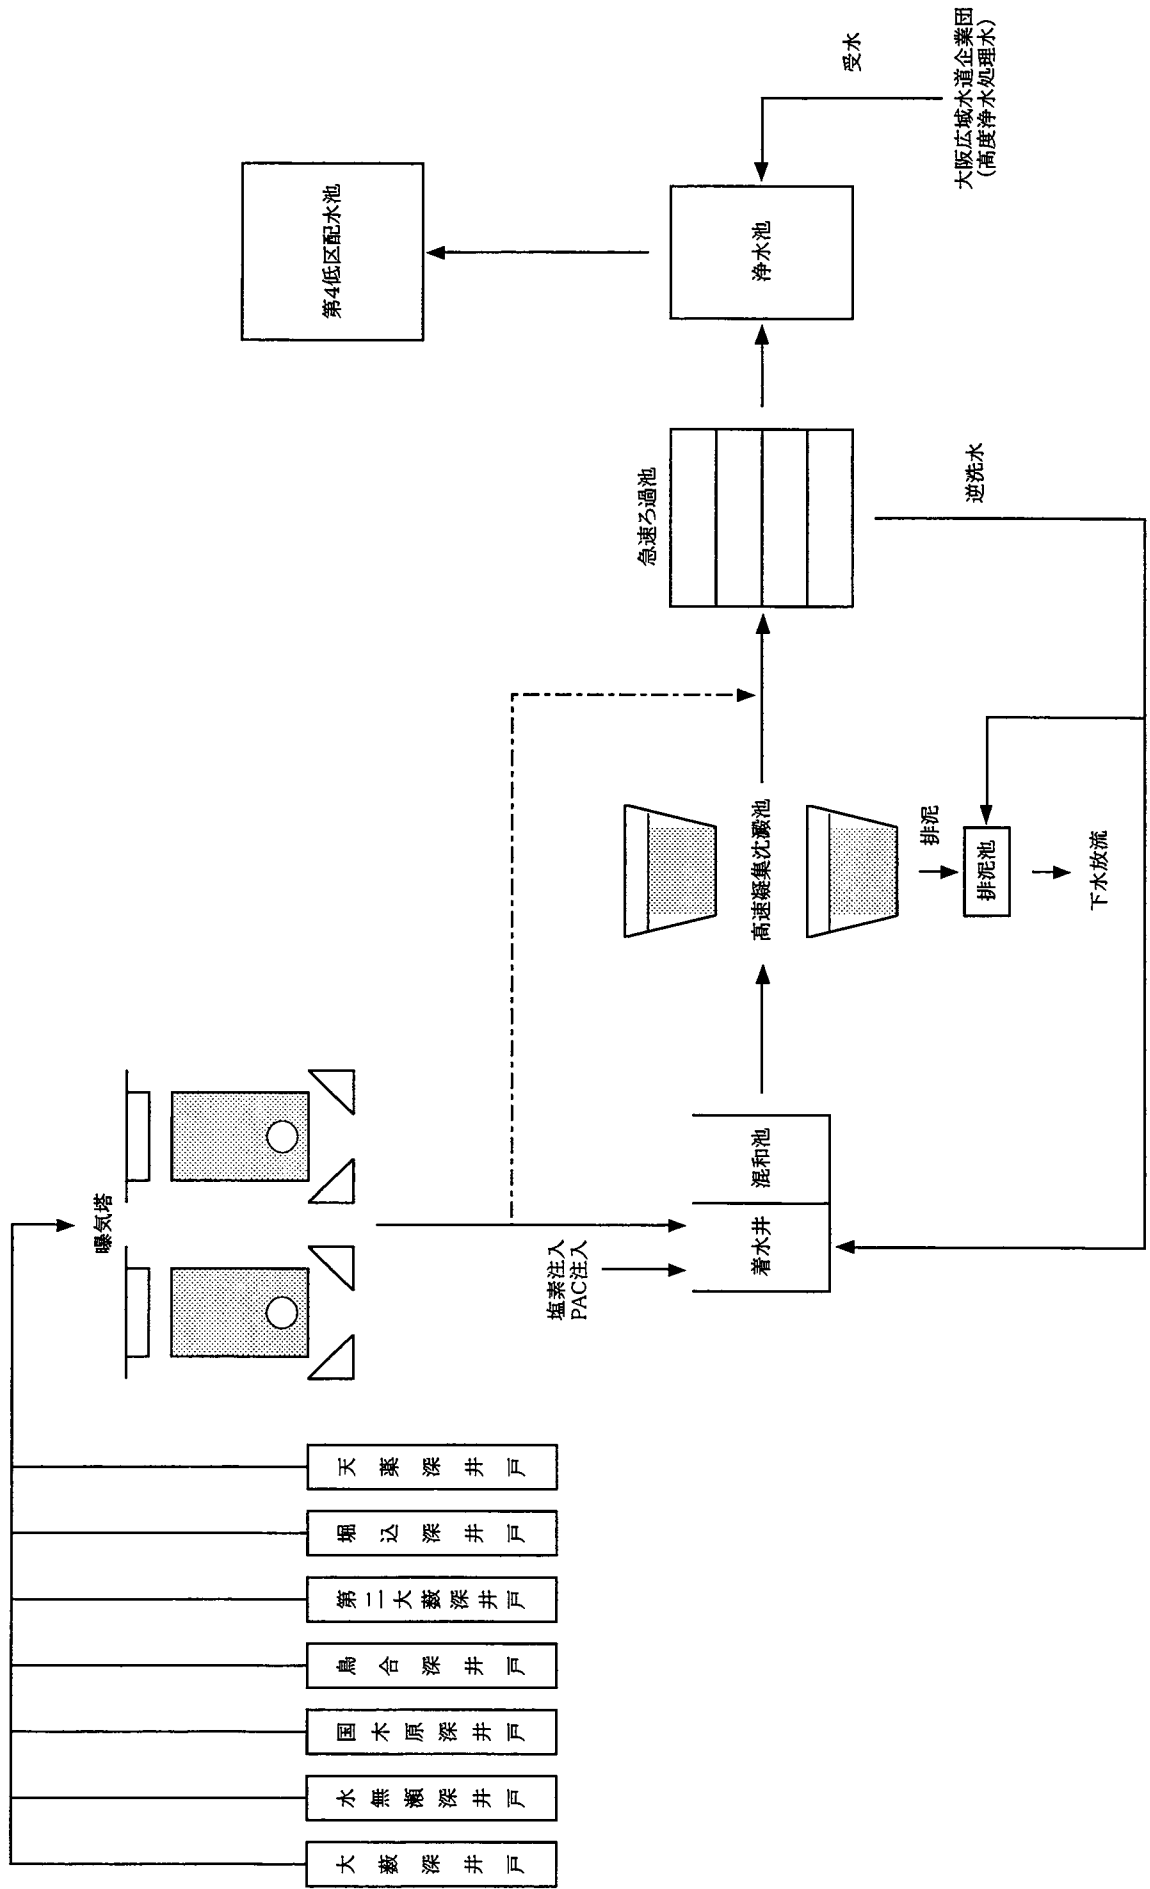 大薮深井戸
水無瀬深井戸
国木原深井戸
鳥合深井戸
第二大薮深井戸
堀込深井戸
天薬深井戸
曝気塔
塩素注入
PAC注入
着水井
混和池
高速凝集沈澱池
排泥
排泥池
下水放流
急速ろ過池
逆洗水
浄水池
第4低区配水池
受水
大阪広域水道企業団
(高度浄水処理水)